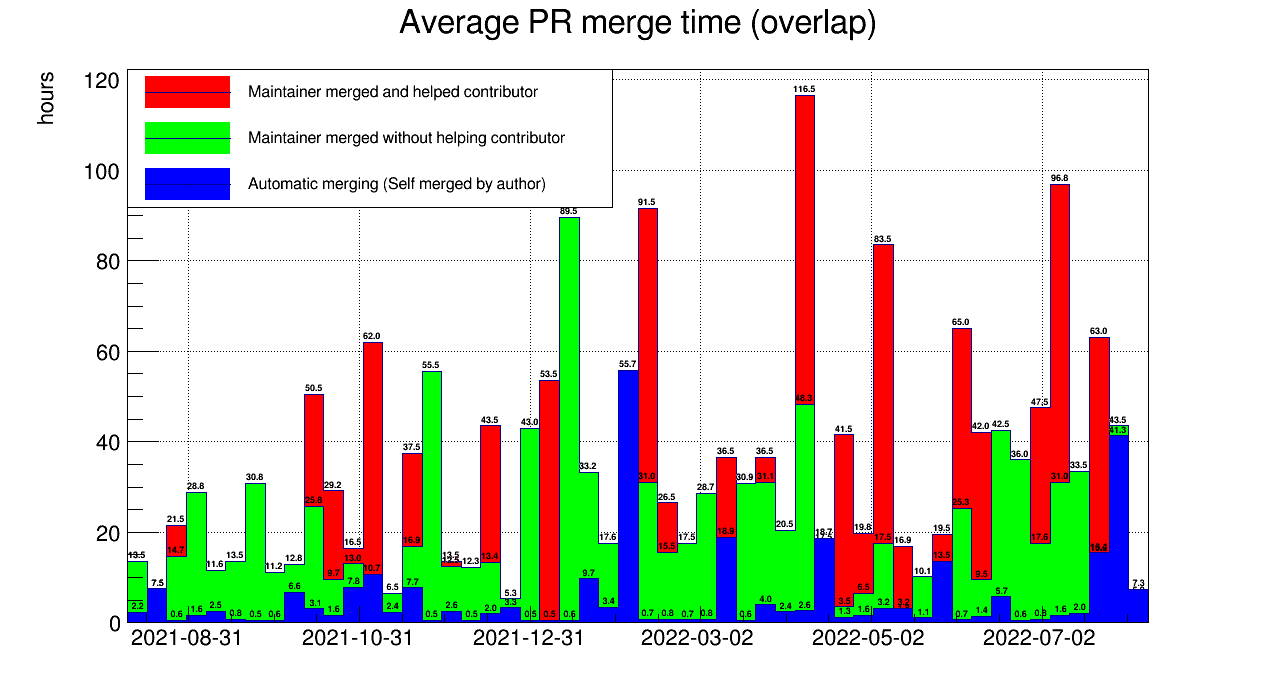 Average PR merge time (overlap)
hours
Maintainer merged and helped contributor
Maintainer merged without helping contributor
Automatic merging (Self merged by author)
120
100
80
60
40
20
0
116.5
96.8
91.5
89.5
83.5
65.0
62.0 63.0
55.5 55.7
53.5
50.5
48.3
47.5
43.5 43.0 41.5 42.0 42.5 43.5
41.3
37.5 36.5 36.5 36.0
33.2 33.5
30.8 31.0 30.9 31.1 31.0
28.8 29.2 28.7
25.8 26.5 25.3
21.5 20.5
19.8 19.5
18.9 18.7
16.5 16.9 17.6 17.5 17.5 16.9 17.6
14.7 15.5
13.5 13.5 12.8 13.0 13.5 12.3 13.4 13.5
11.6 11.2 10.7 10.1
9.7 9.7 9.5
7.5 7.8 7.7
6.6 6.5 6.5
5.3 5.7
2.2 0.6 1.6 2.5 0.8 0.5 0.6 3.1 1.6 2.4 0.5 2.6 0.5 2.0 3.3 0.5 0.5 0.6 3.4 0.7 0.8 0.7 0.8 0.6 4.0 2.4 2.6 3.5 1.3 1.6 3.2 3.2 1.1 0.7 1.4 0.6 0.8 1.6 2.0
2021-08-31 2021-10-31 2021-12-31 2022-03-02 2022-05-02 2022-07-02